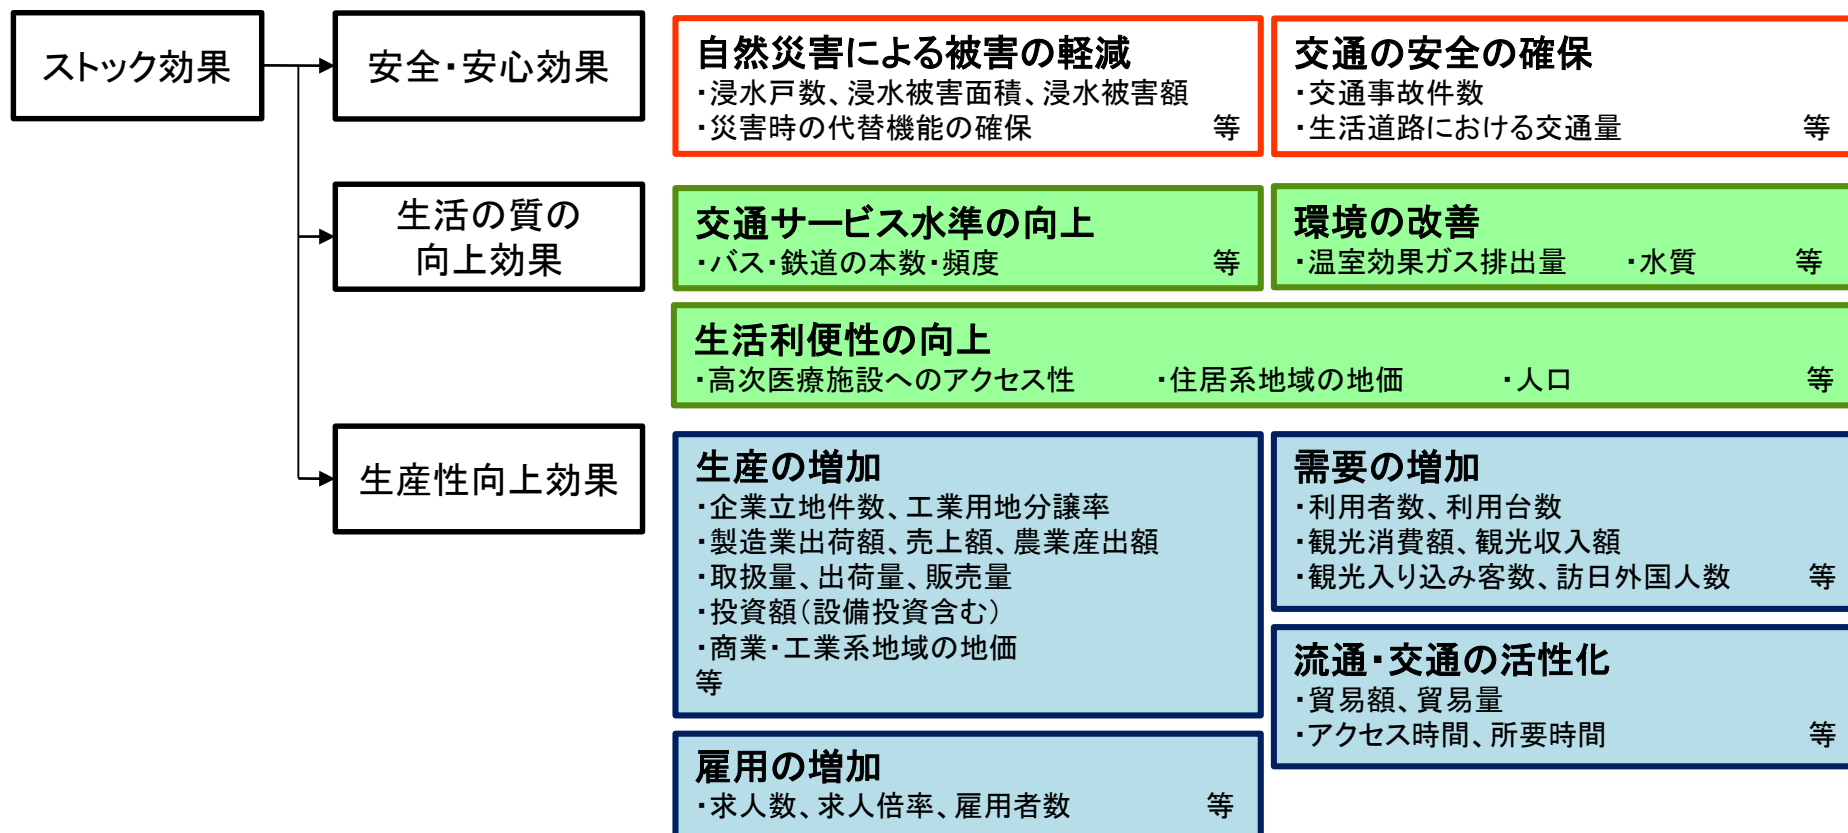 ストック効果
安全・安心効果
自然災害による被害の軽減
・浸水戸数、浸水被害面積、浸水被害額
・災害時の代替機能の確保 等
交通の安全の確保
・交通事故件数
・生活道路における交通量 等
生活の質の
向上効果
交通サービス水準の向上
・バス・鉄道の本数・頻度 等
環境の改善
・温室効果ガス排出量 ・水質 等
生活利便性の向上
・高次医療施設へのアクセス性 ・住居系地域の地価 ・人口 等
生産性向上効果
生産の増加
・企業立地件数、工業用地分譲率
・製造業出荷額、売上額、農業産出額
・取扱量、出荷量、販売量
・投資額(設備投資含む)
・商業・工業系地域の地価
等
需要の増加
・利用者数、利用台数
・観光消費額、観光収入額
・観光入り込み客数、訪日外国人数 等
流通・交通の活性化
・貿易額、貿易量
・アクセス時間、所要時間 等
雇用の増加
・求人数、求人倍率、雇用者数 等